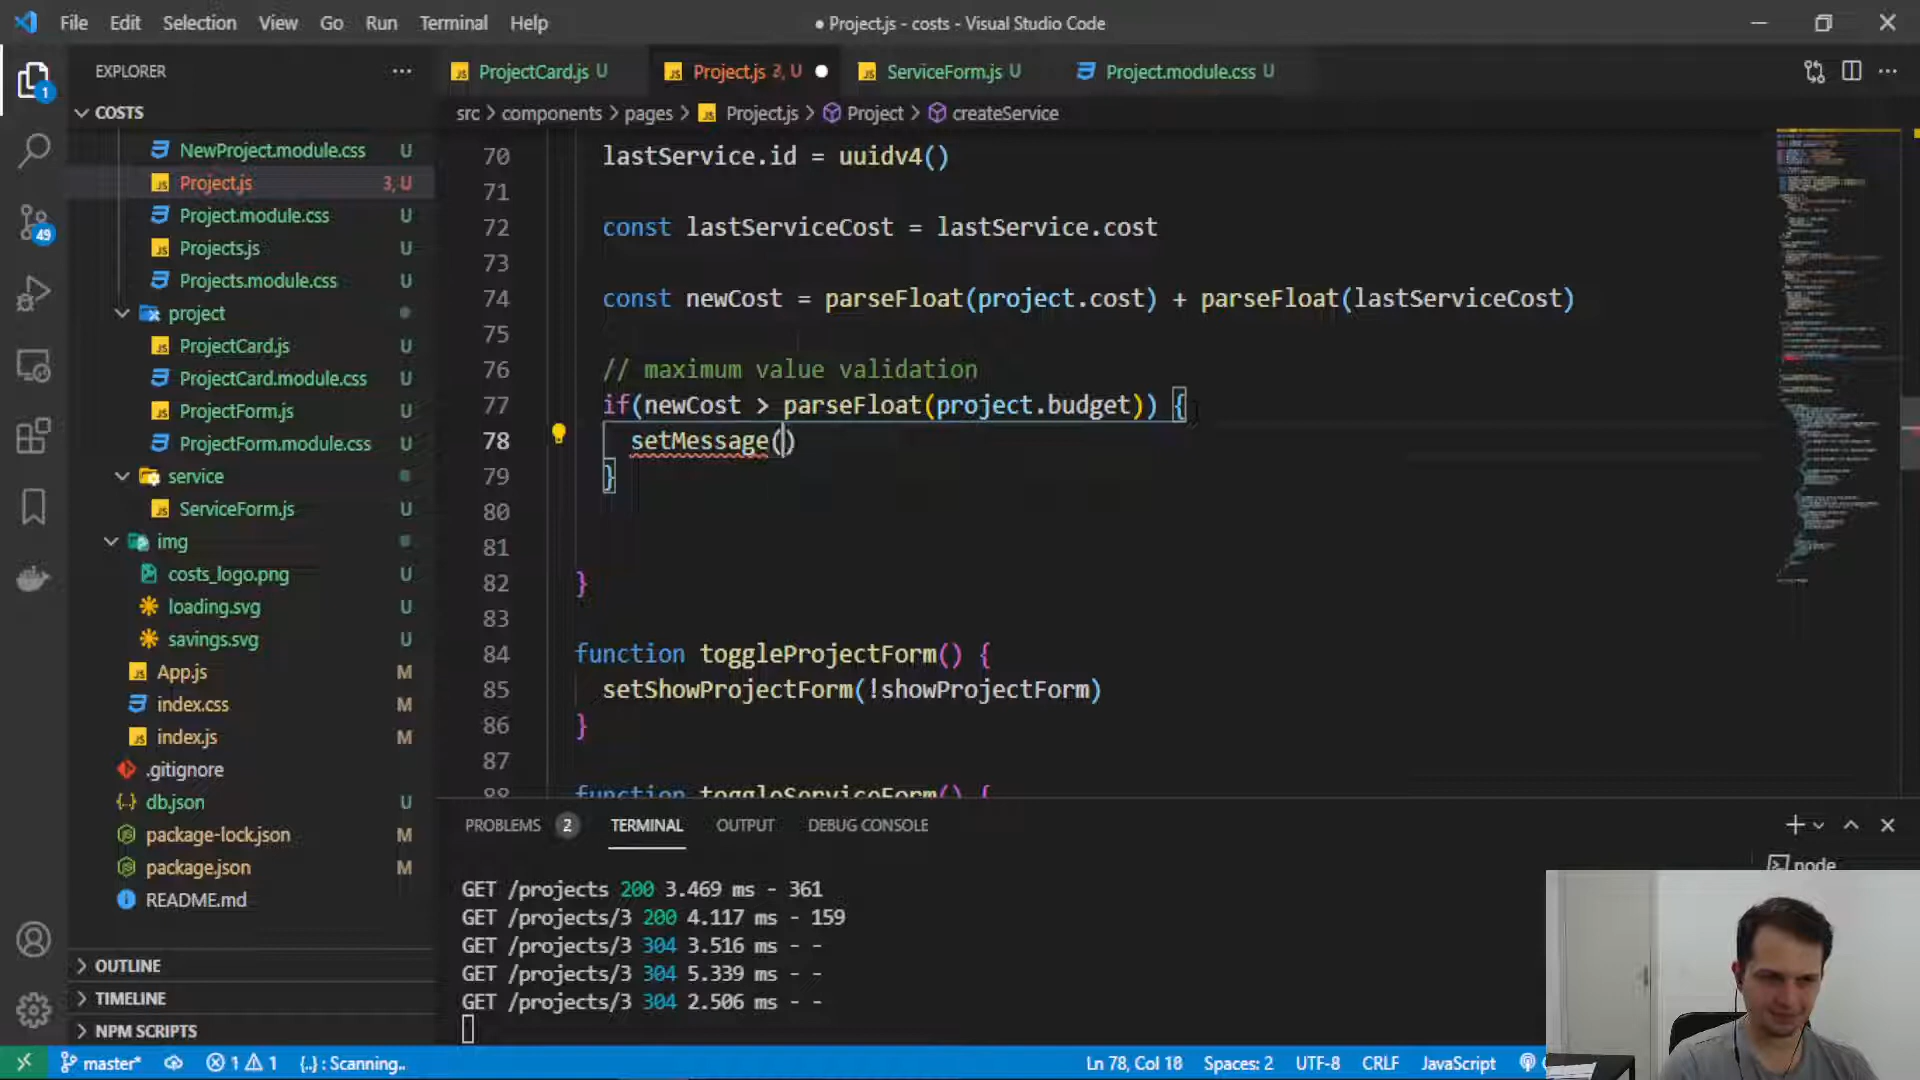 File Edit Selection View Go Run Terminal Help
● Project.js - costs - Visual Studio Code
EXPLORER
ProjectCard.js U
Project.js 3, U
ServiceForm.js U
Project.module.css U
COSTS
src > components > pages > Project.js > Project > createService
NewProject.module.css U
Project.js 3, U
Project.module.css U
Projects.js U
Projects.module.css U
project
ProjectCard.js U
ProjectCard.module.css U
ProjectForm.js U
ProjectForm.module.css U
service
ServiceForm.js U
img
costs_logo.png U
loading.svg U
savings.svg U
App.js M
index.css M
index.js M
.gitignore
db.json U
package-lock.json M
package.json M
README.md
OUTLINE
TIMELINE
NPM SCRIPTS
1
49
70 lastService.id = uuidv4()
71
72 const lastServiceCost = lastService.cost
73
74 const newCost = parseFloat(project.cost) + parseFloat(lastServiceCost)
75
76 // maximum value validation
77 if(newCost > parseFloat(project.budget)) {
78 setMessage()
79 }
80
81
82 }
83
84 function toggleProjectForm() {
85 setShowProjectForm(!showProjectForm)
86 }
87
88 function toggleServiceForm() {
PROBLEMS 2 TERMINAL OUTPUT DEBUG CONSOLE
node
GET /projects 200 3.469 ms - 361
GET /projects/3 200 4.117 ms - 159
GET /projects/3 304 3.516 ms - -
GET /projects/3 304 5.339 ms - -
GET /projects/3 304 2.506 ms - -
master* 1 1 {..} : Scanning..
Ln 78, Col 18 Spaces: 2 UTF-8 CRLF JavaScript